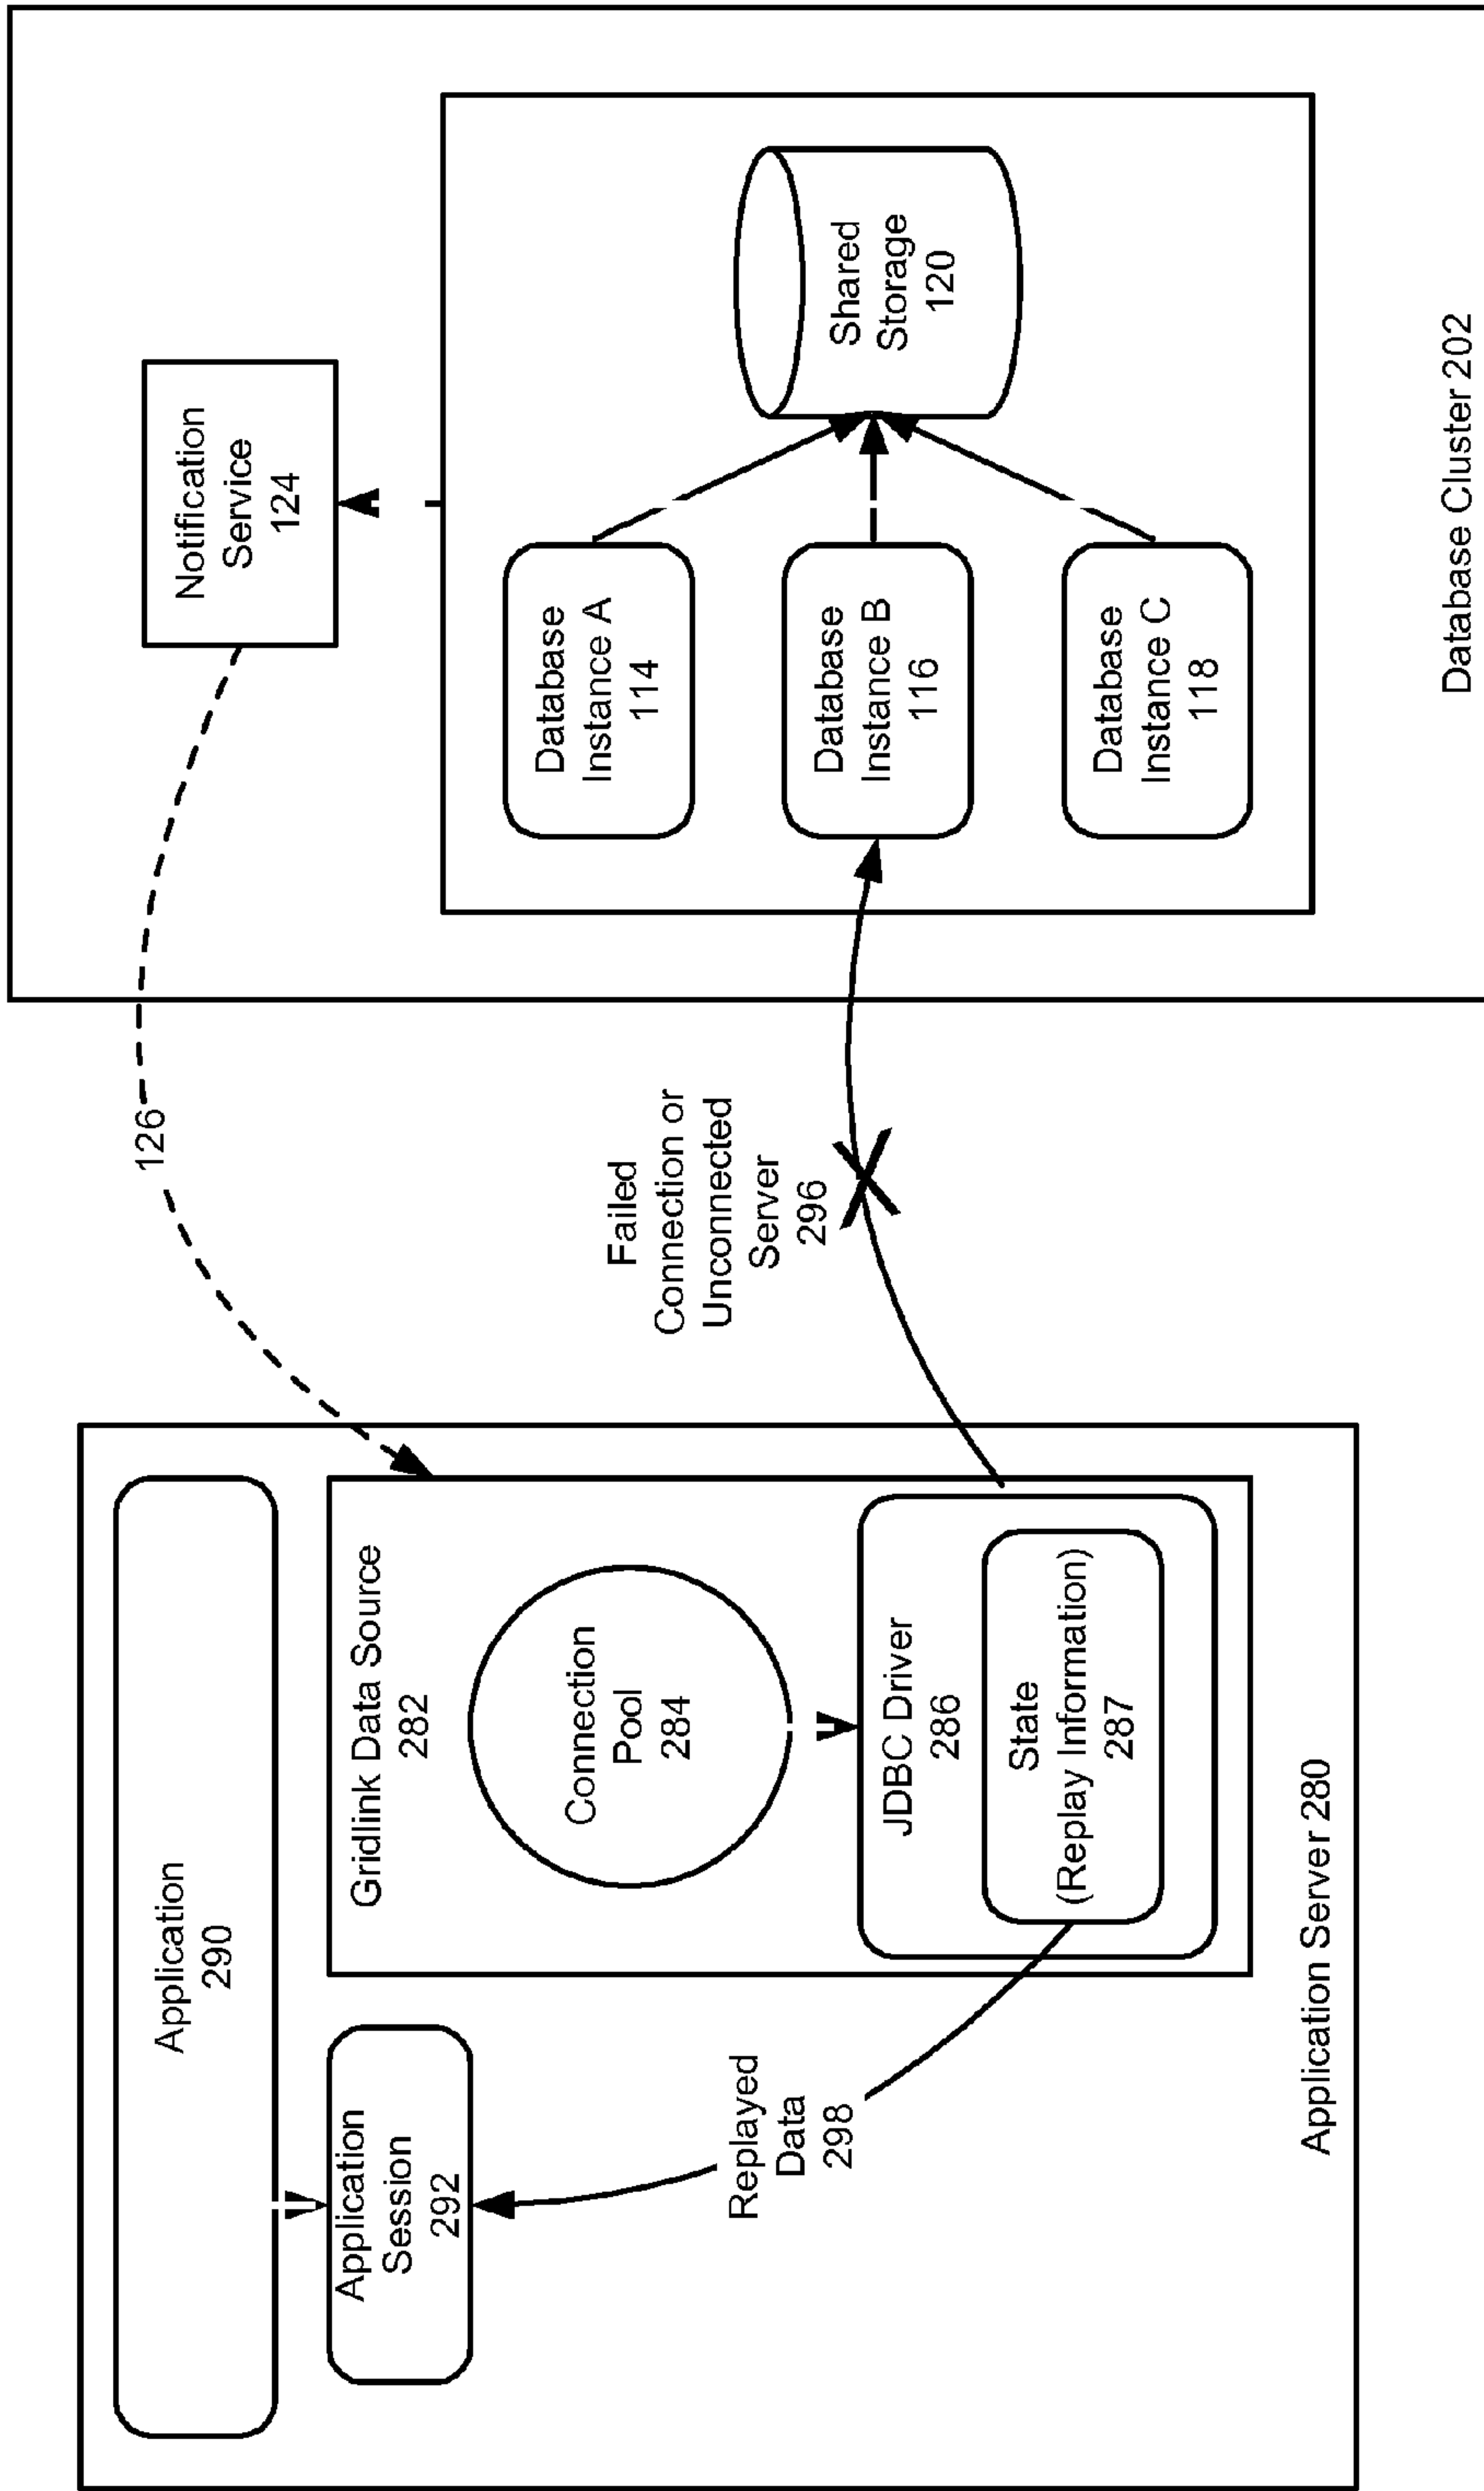 Application
290
Application
Session
292
Gridlink Data Source
282
Connection
Pool
284
JDBC Driver
286
State
(Replay Information)
287
Replayed
Data
298
Application Server 280
126
Failed
Connection or
Unconnected
Server
296
Notification
Service
124
Database
Instance A
114
Database
Instance B
116
Database
Instance C
118
Shared
Storage
120
Database Cluster 202